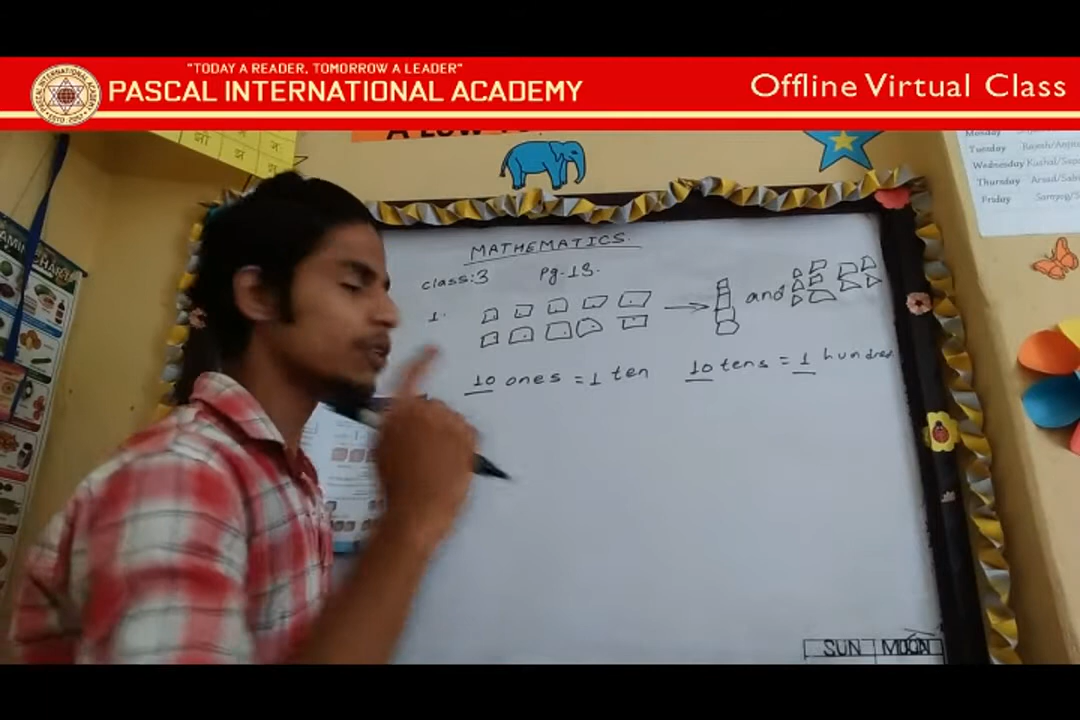 "TODAY A READER, TOMORROW A LEADER"
PASCAL INTERNATIONAL ACADEMY
Offline Virtual Class
MATHEMATICS.
class:3 Pg.18.
1. and
10 ones = 1 ten 10 tens = 1 hundred
Monday
Tuesday
Wednesday
Thursday
Friday
SUN MOON